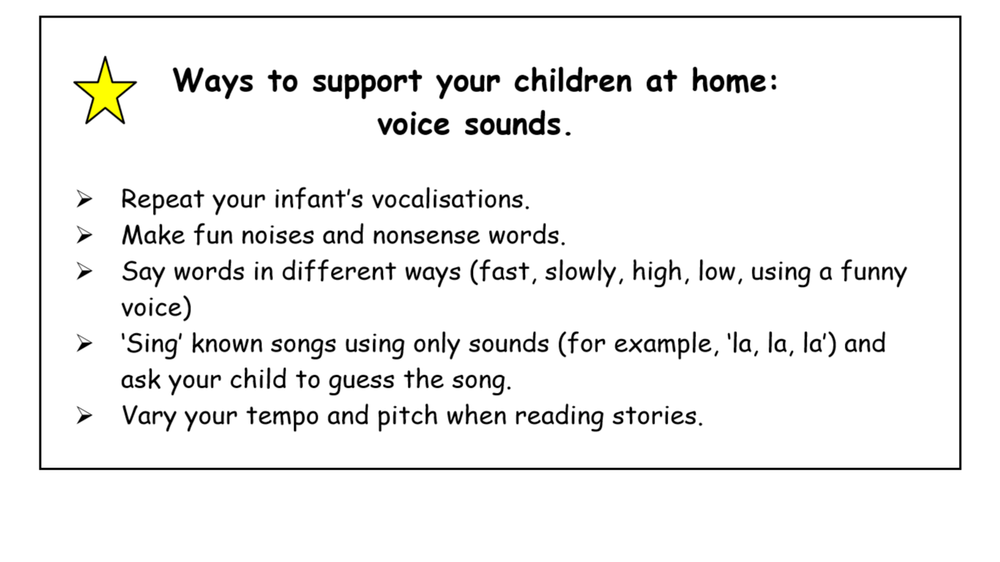 Ways to support your children at home:
voice sounds.
➢ Repeat your infant's vocalisations.
➢ Make fun noises and nonsense words.
➢ Say words in different ways (fast, slowly, high, low, using a funny
voice)
➢ 'Sing' known songs using only sounds (for example, 'la, la, la') and
ask your child to guess the song.
➢ Vary your tempo and pitch when reading stories.